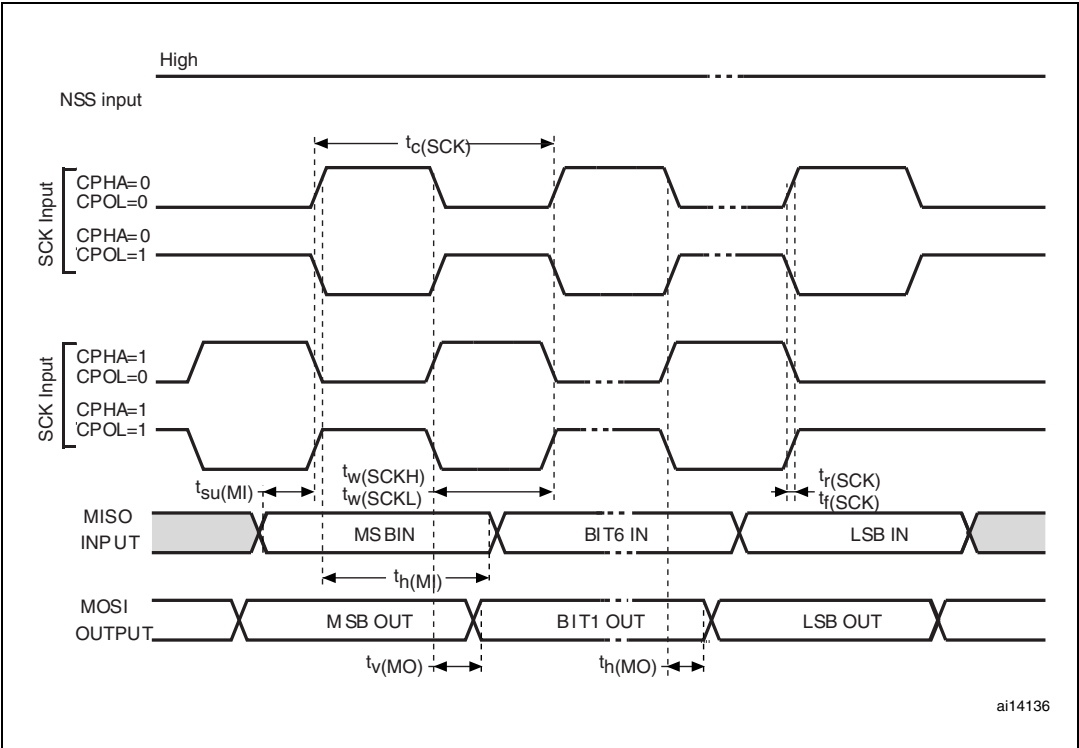 High
NSS input
tc(SCK)
SCK Input
CPHA=0
CPOL=0
CPHA=0
CPOL=1
SCK Input
CPHA=1
CPOL=0
CPHA=1
CPOL=1
tsu(MI)
tw(SCKH)
tw(SCKL)
tr(SCK)
tf(SCK)
MISO
INPUT
MSBIN
BIT6 IN
LSB IN
th(MI)
MOSI
OUTPUT
MSB OUT
BIT1 OUT
LSB OUT
tv(MO)
th(MO)
ai14136